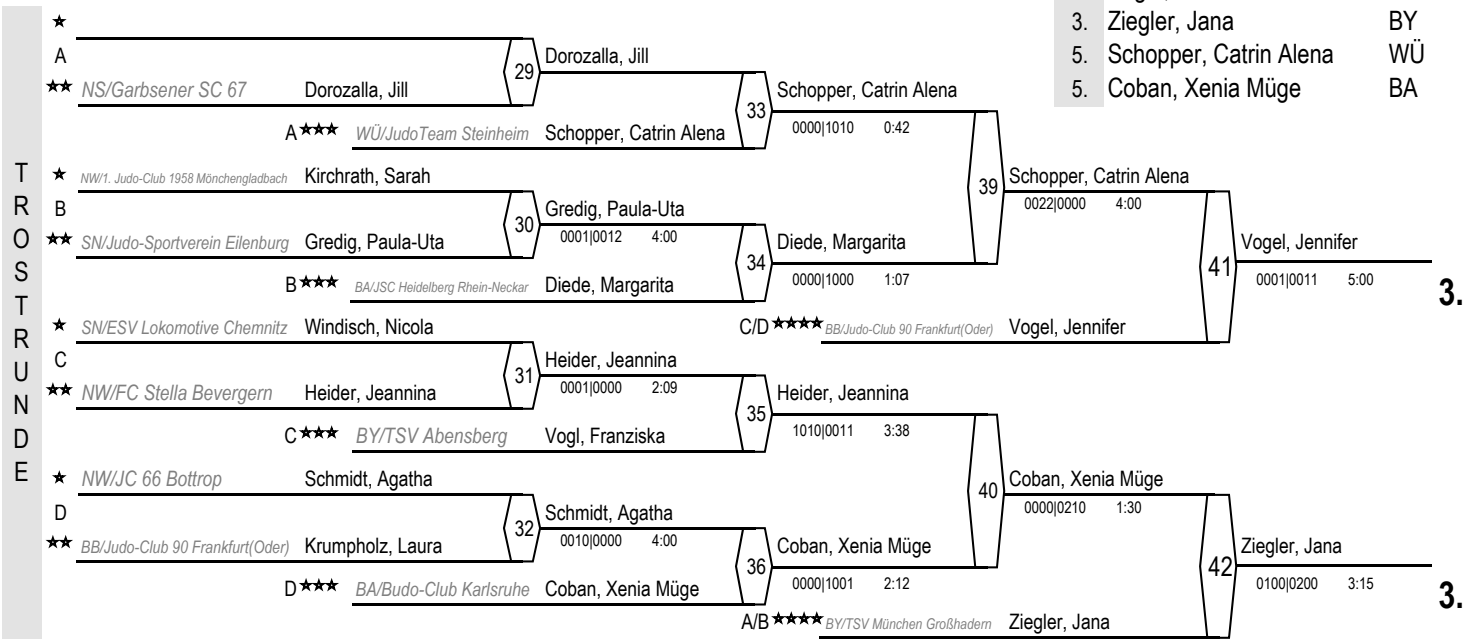 3. Ziegler, Jana BY
5. Schopper, Catrin Alena WÜ
5. Coban, Xenia Müge BA
TROSTRUNDE
★
A
★★ NS/Garbsener SC 67 Dorozalla, Jill
29
Dorozalla, Jill
A★★★ WÜ/JudoTeam Steinheim Schopper, Catrin Alena
33
Schopper, Catrin Alena
0000|1010 0:42
★ NW/1. Judo-Club 1958 Mönchengladbach Kirchrath, Sarah
B
★★ SN/Judo-Sportverein Eilenburg Gredig, Paula-Uta
30
Gredig, Paula-Uta
0001|0012 4:00
B★★★ BA/JSC Heidelberg Rhein-Neckar Diede, Margarita
34
Diede, Margarita
0000|1000 1:07
39
Schopper, Catrin Alena
0022|0000 4:00
C/D★★★★ BB/Judo-Club 90 Frankfurt(Oder) Vogel, Jennifer
41
Vogel, Jennifer
0001|0011 5:00
3.
★ SN/ESV Lokomotive Chemnitz Windisch, Nicola
C
★★ NW/FC Stella Bevergern Heider, Jeannina
31
Heider, Jeannina
0001|0000 2:09
C★★★ BY/TSV Abensberg Vogl, Franziska
35
Heider, Jeannina
1010|0011 3:38
★ NW/JC 66 Bottrop Schmidt, Agatha
D
★★ BB/Judo-Club 90 Frankfurt(Oder) Krumpholz, Laura
32
Schmidt, Agatha
0010|0000 4:00
D★★★ BA/Budo-Club Karlsruhe Coban, Xenia Müge
36
Coban, Xenia Müge
0000|1001 2:12
40
Coban, Xenia Müge
0000|0210 1:30
A/B★★★★ BY/TSV München Großhadern Ziegler, Jana
42
Ziegler, Jana
0100|0200 3:15
3.